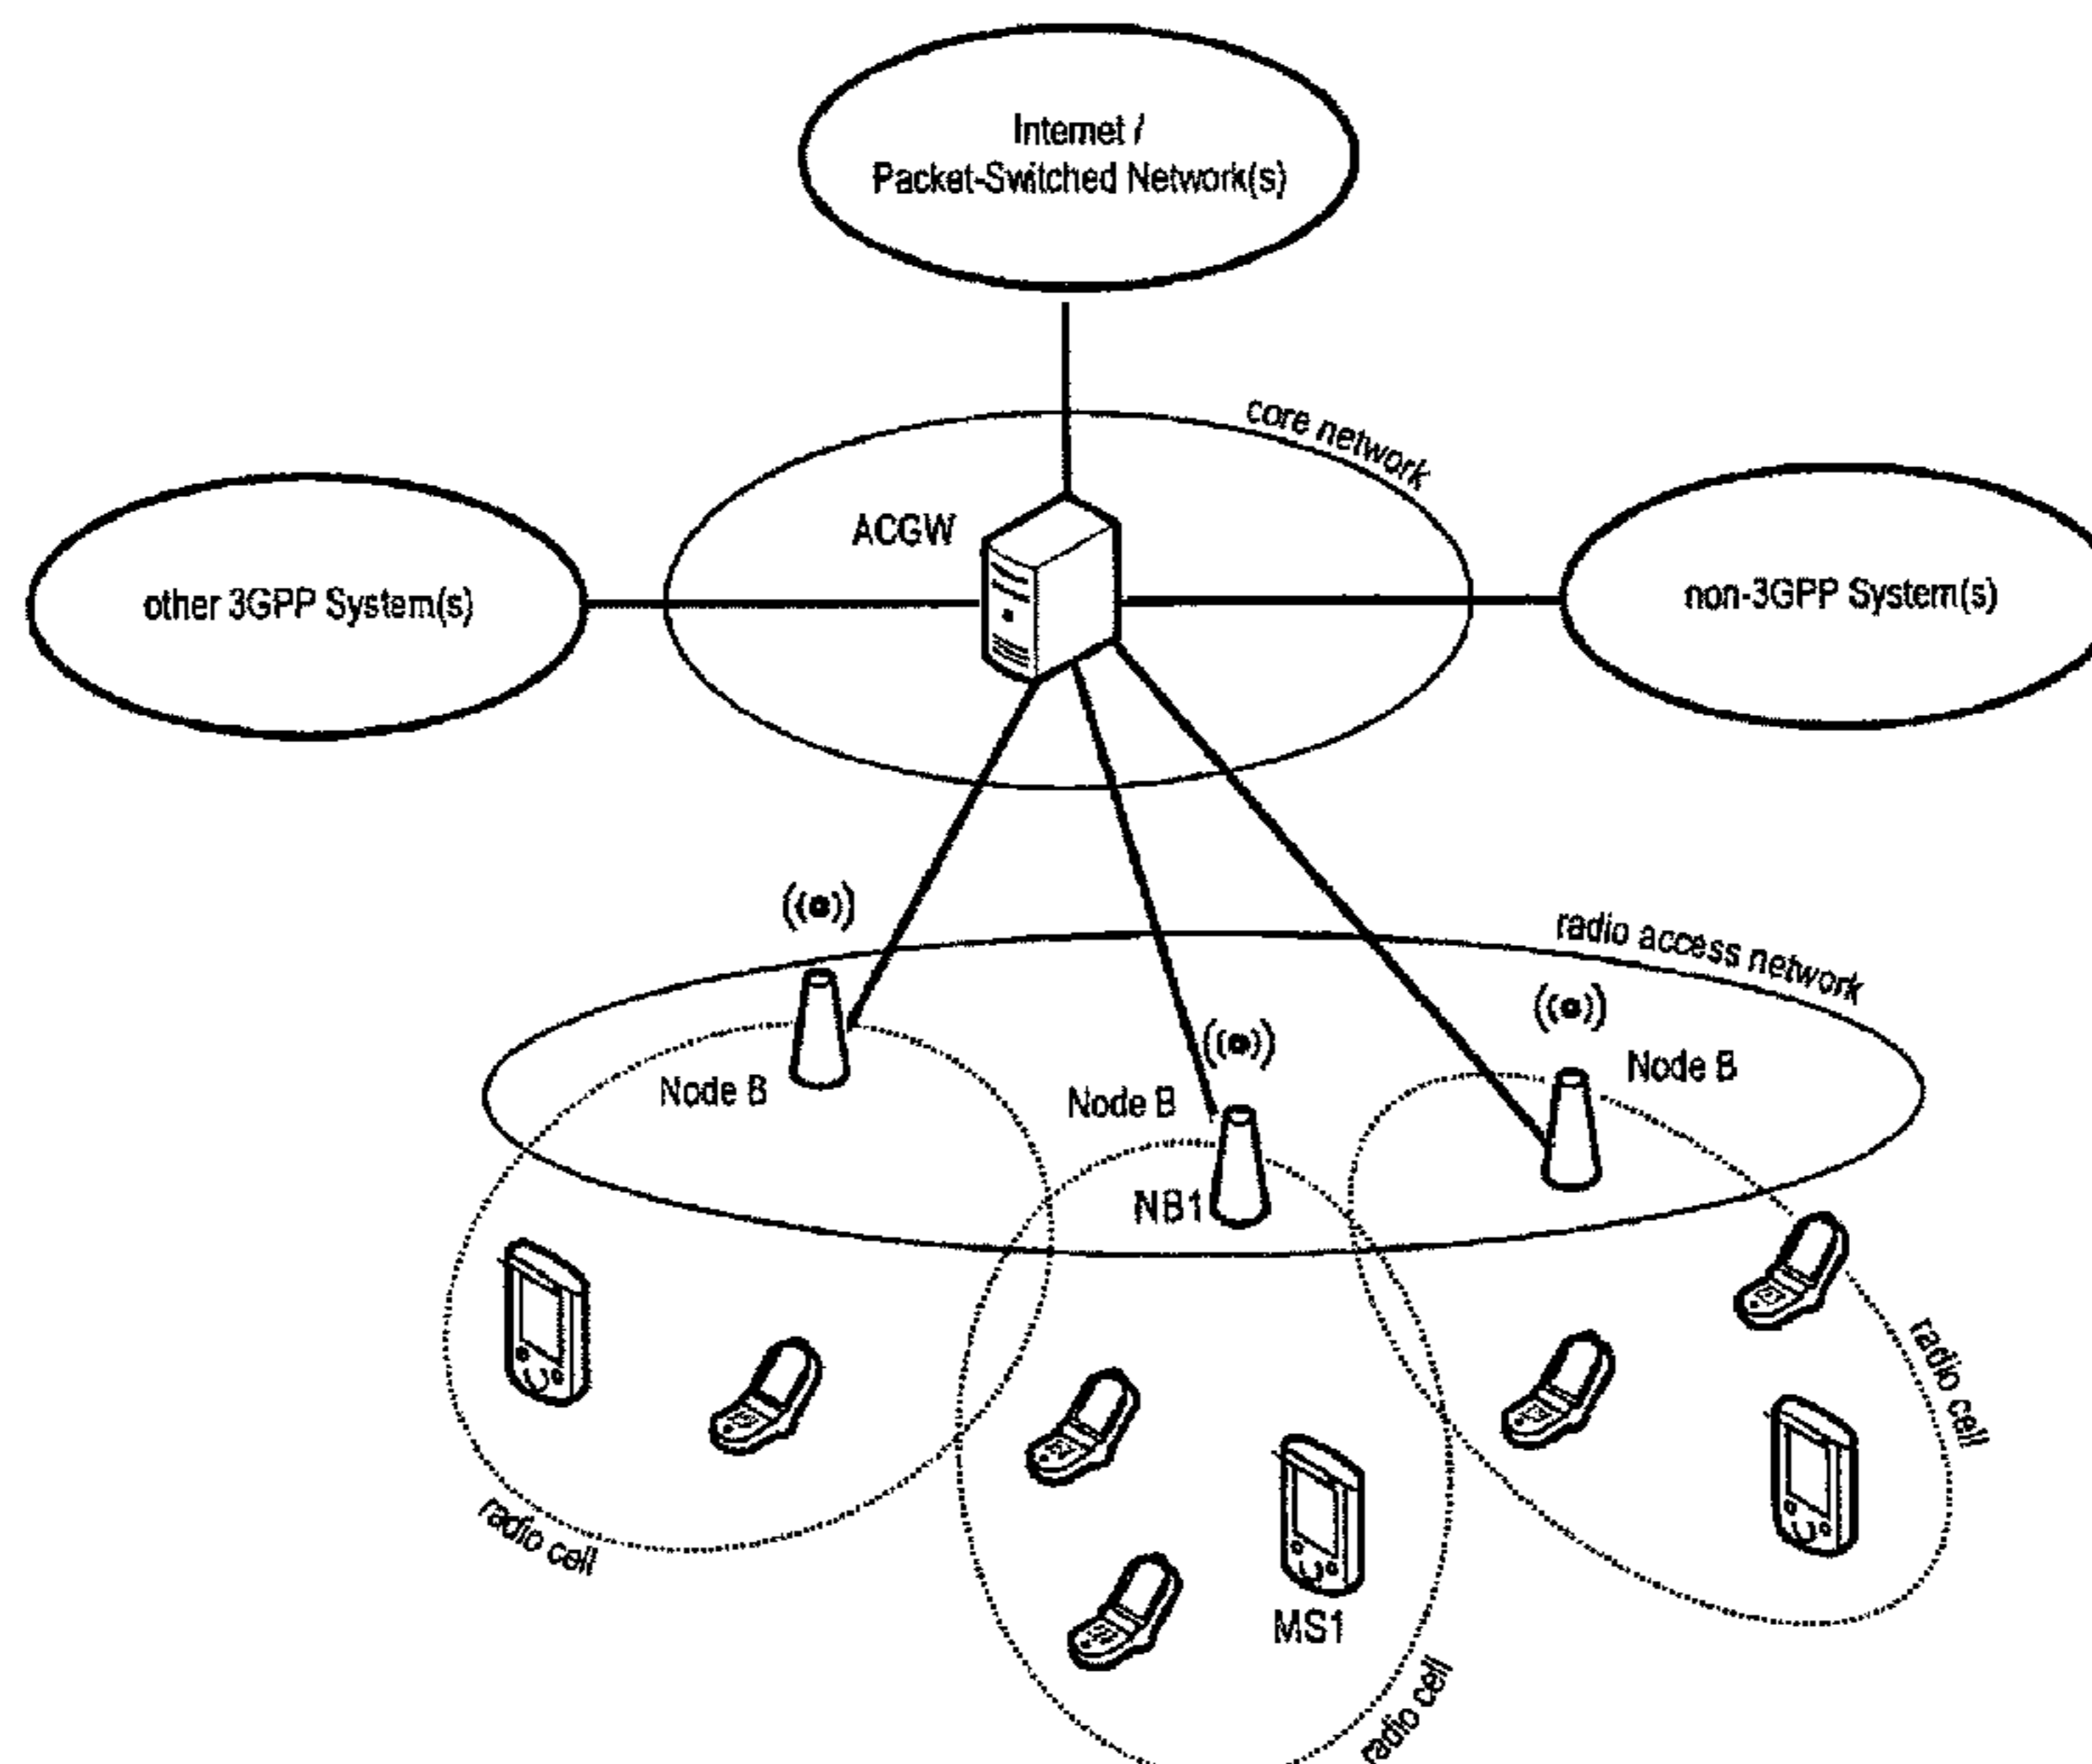 Internet /
Packet-Switched Network(s)
core network
ACGW
other 3GPP System(s)
non-3GPP System(s)
radio access network
Node B
Node B
Node B
NB1
radio cell
radio cell
MS1
radio cell